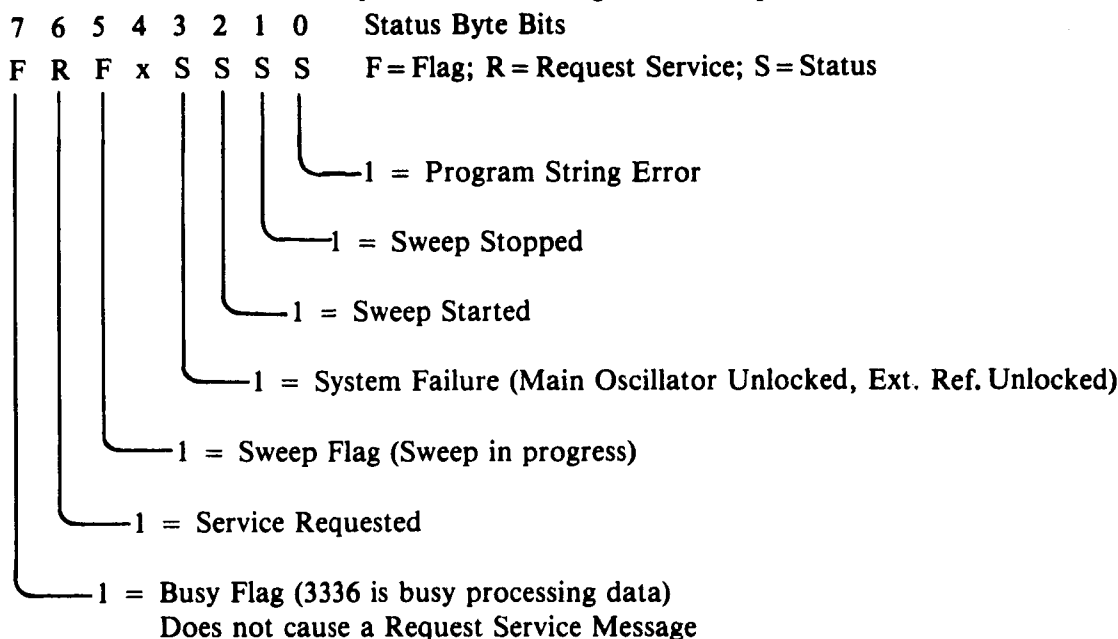 7 6 5 4 3 2 1 0 Status Byte Bits
F R F x S S S S F = Flag; R = Request Service; S = Status
1 = Program String Error
1 = Sweep Stopped
1 = Sweep Started
1 = System Failure (Main Oscillator Unlocked, Ext. Ref. Unlocked)
1 = Sweep Flag (Sweep in progress)
1 = Service Requested
1 = Busy Flag (3336 is busy processing data)
Does not cause a Request Service Message